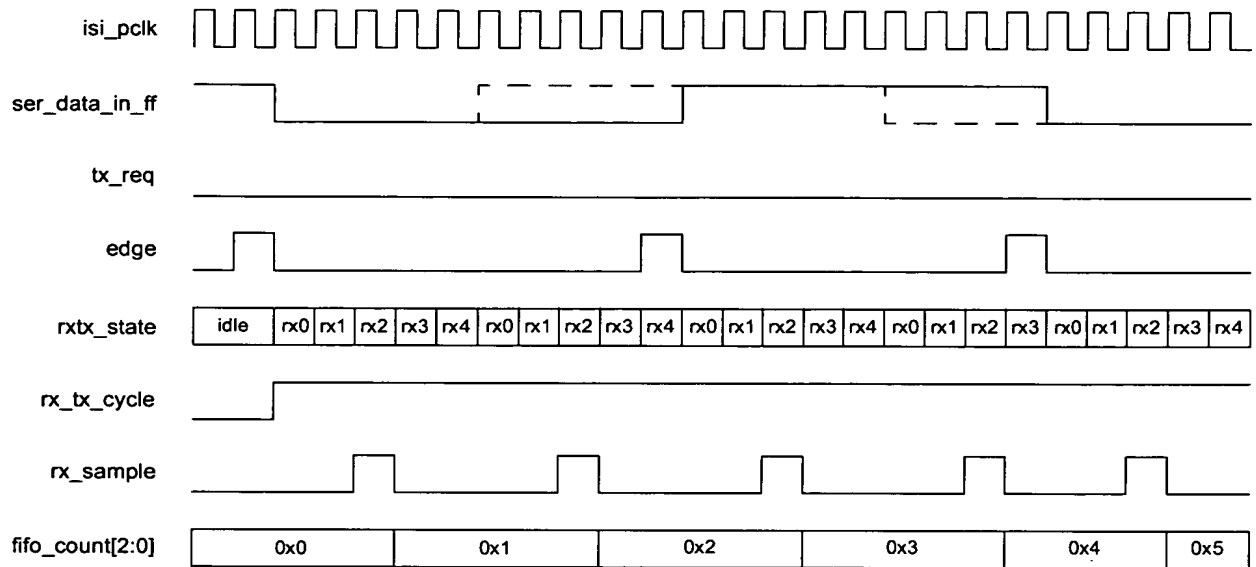 isi_pclk
ser_data_in_ff
tx_req
edge
rxtx_state idle rx0 rx1 rx2 rx3 rx4 rx0 rx1 rx2 rx3 rx4 rx0 rx1 rx2 rx3 rx4 rx0 rx1 rx2 rx3 rx0 rx1 rx2 rx3 rx4
rx_tx_cycle
rx_sample
fifo_count[2:0] 0x0 0x1 0x2 0x3 0x4 0x5